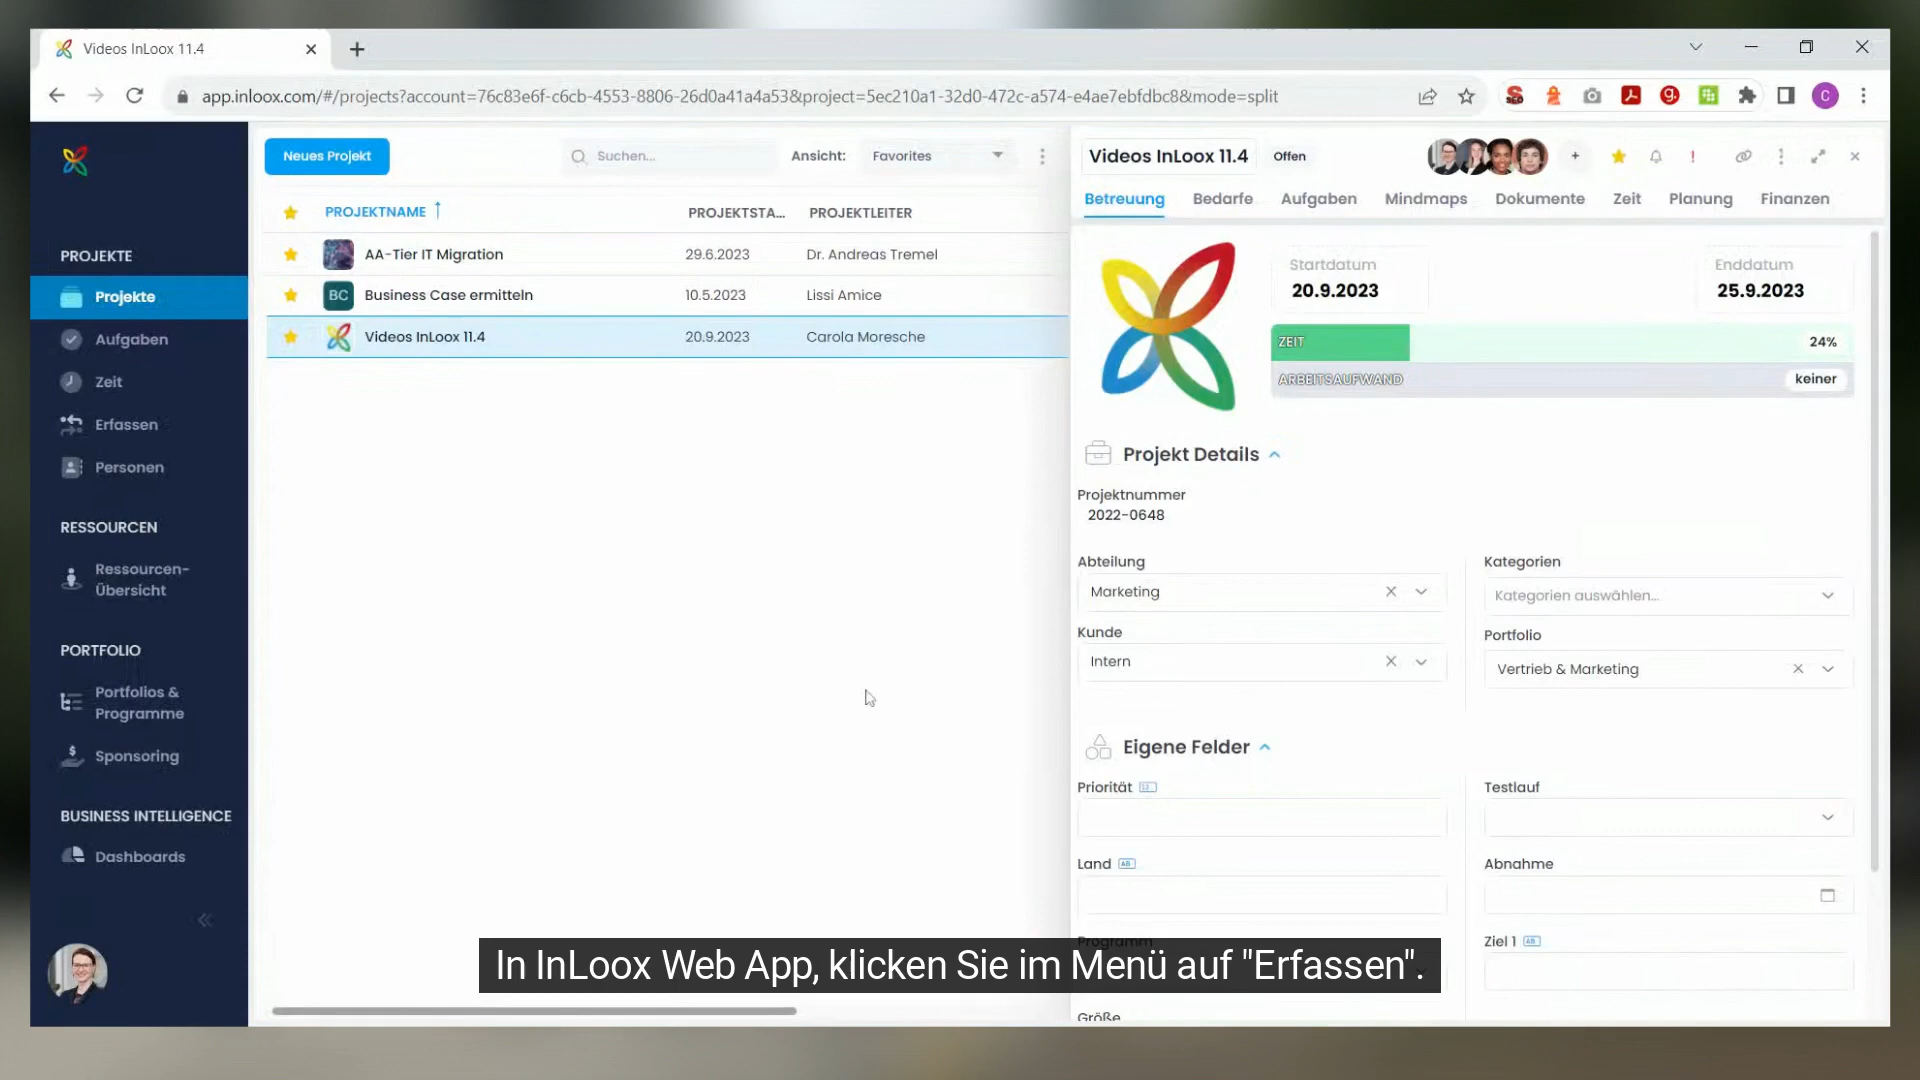 Videos InLoox 11.4
app.inloox.com/#/projects?account=76c83e6f-c6cb-4553-8806-26d0a41a4a53&project=5ec210a1-32d0-472c-a574-e4ae7ebfdbc8&mode=split
C
PROJEKTE
Projekte
Aufgaben
Zeit
Erfassen
Personen
RESSOURCEN
Ressourcen-
Übersicht
PORTFOLIO
Portfolios &
Programme
Sponsoring
BUSINESS INTELLIGENCE
Dashboards
Neues Projekt
Suchen...
Ansicht:
Favorites
PROJEKTNAME
PROJEKTSTA...
PROJEKTLEITER
AA-Tier IT Migration
29.6.2023
Dr. Andreas Tremel
BC
Business Case ermitteln
10.5.2023
Lissi Amice
Videos InLoox 11.4
20.9.2023
Carola Moresche
Videos InLoox 11.4
Offen
Betreuung
Bedarfe
Aufgaben
Mindmaps
Dokumente
Zeit
Planung
Finanzen
Startdatum
20.9.2023
Enddatum
25.9.2023
ZEIT
24%
ARBEITSAUFWAND
keiner
Projekt Details
Projektnummer
2022-0648
Abteilung
Marketing
Kategorien
Kategorien auswählen...
Kunde
Intern
Portfolio
Vertrieb & Marketing
Eigene Felder
Priorität
Testlauf
Land
Abnahme
Programm
Ziel 1
Größe
In InLoox Web App, klicken Sie im Menü auf "Erfassen".